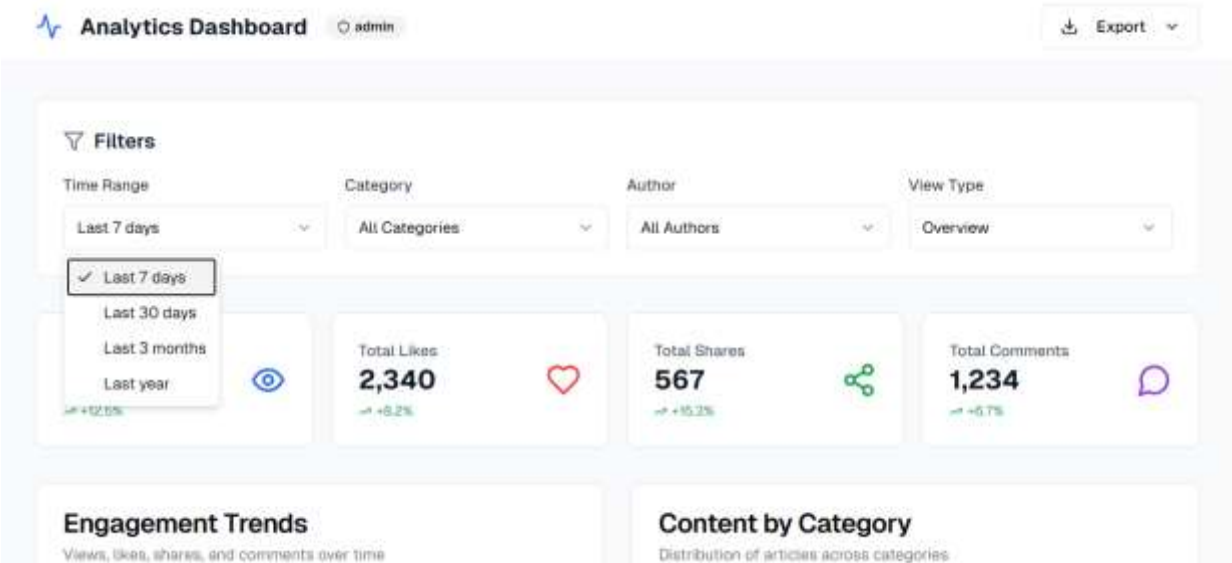 Analytics Dashboard admin Export
Filters
Time Range Category Author View Type
Last 7 days All Categories All Authors Overview
Last 7 days
Last 30 days
Last 3 months
Last year
+12.5%
Total Likes
2,340
+8.2%
Total Shares
567
+15.3%
Total Comments
1,234
+5.7%
Engagement Trends
Views, likes, shares, and comments over time
Content by Category
Distribution of articles across categories